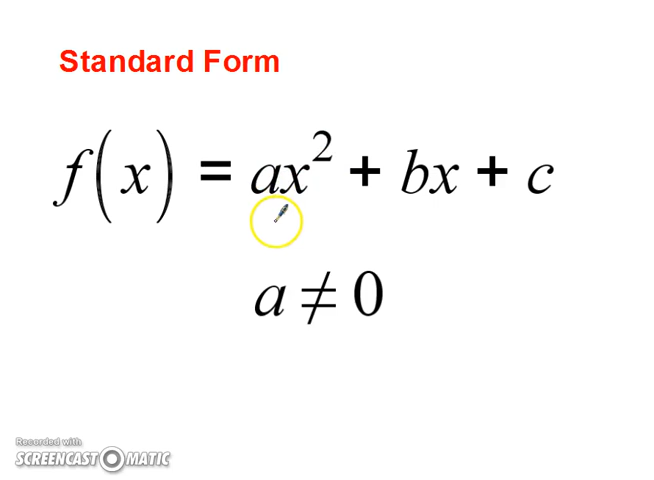 Standard Form
f(x) = ax² + bx + c
a ≠ 0
Recorded with
SCREENCAST-O-MATIC